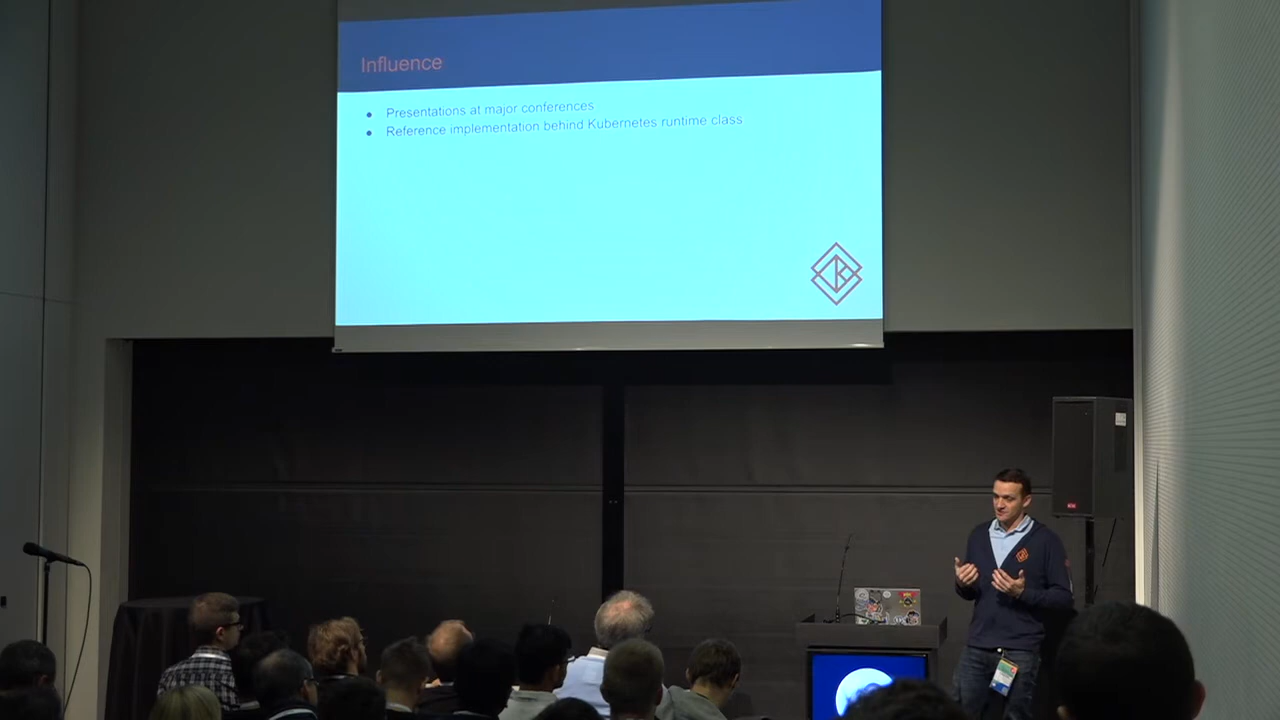 Influence
● Presentations at major conferences
● Reference implementation behind Kubernetes runtime class